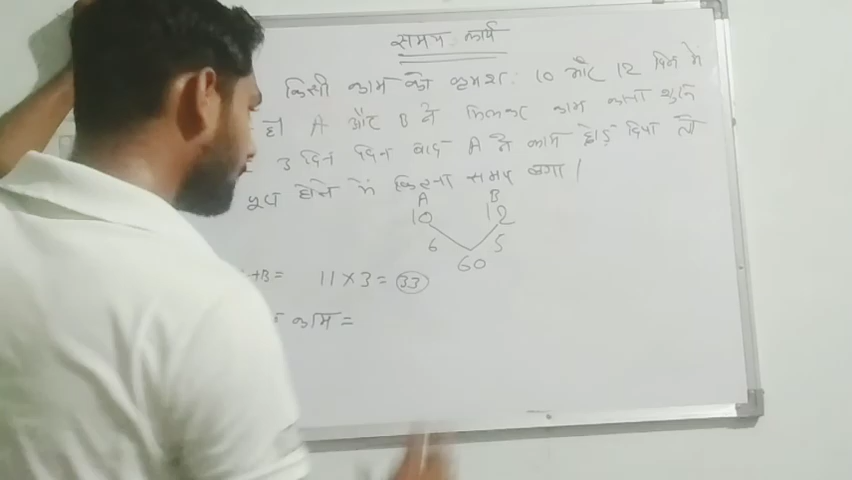 समय कार्य
किसी काम को क्रमश: 10 और 12 दिन में
A और B ने मिलकर काम करना शुरू
3 दिन दिन बाद A ने काम छोड़ दिया तो
होने में कितना समय लगेगा
A B
10 12
6 5
60
+B= 11×3=33
काम =